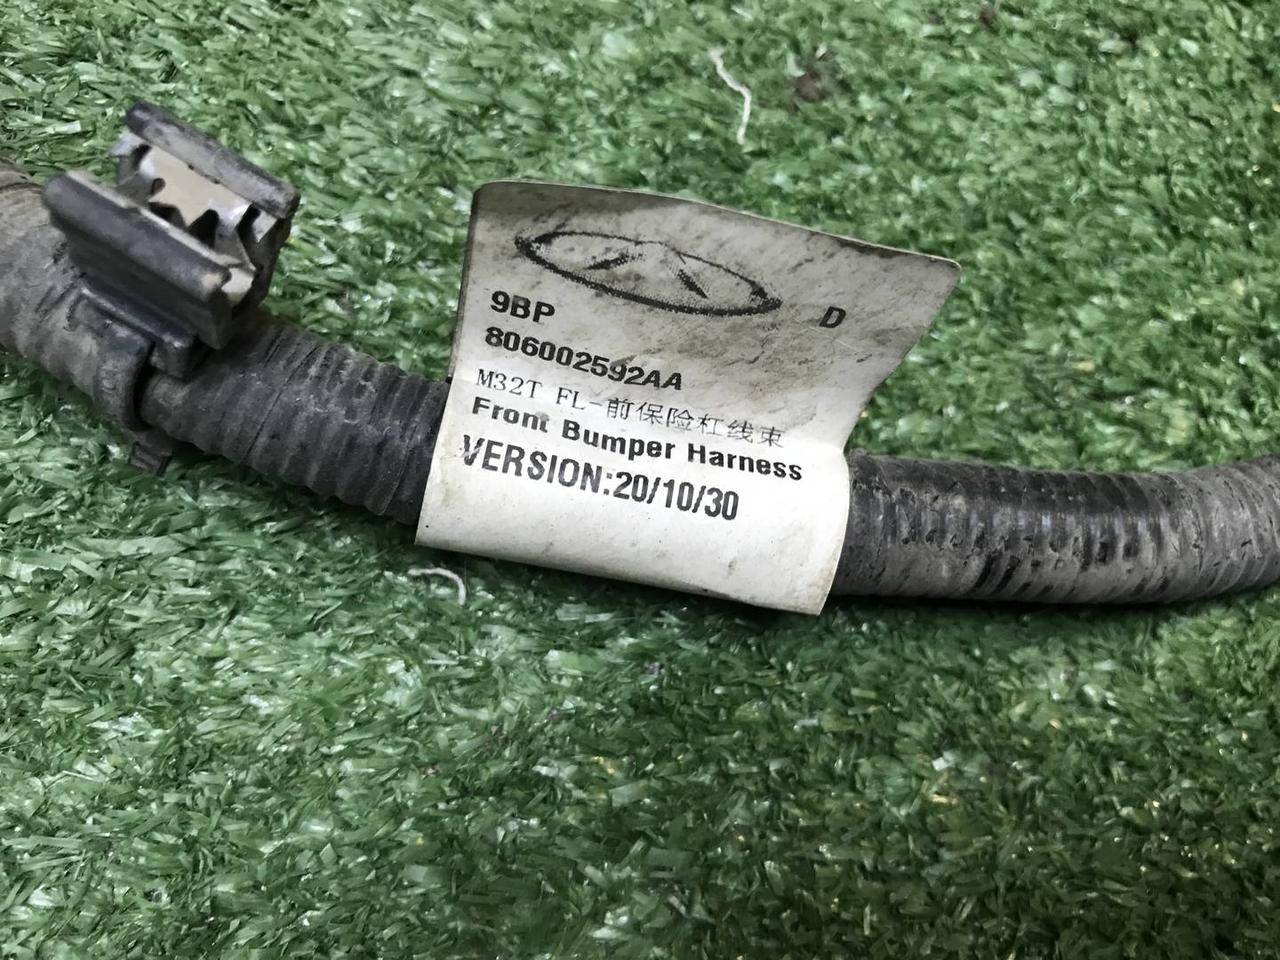 D
9BP
806002592AA
M32T FL-前保险杠线束
Front Bumper Harness
VERSION:20/10/30